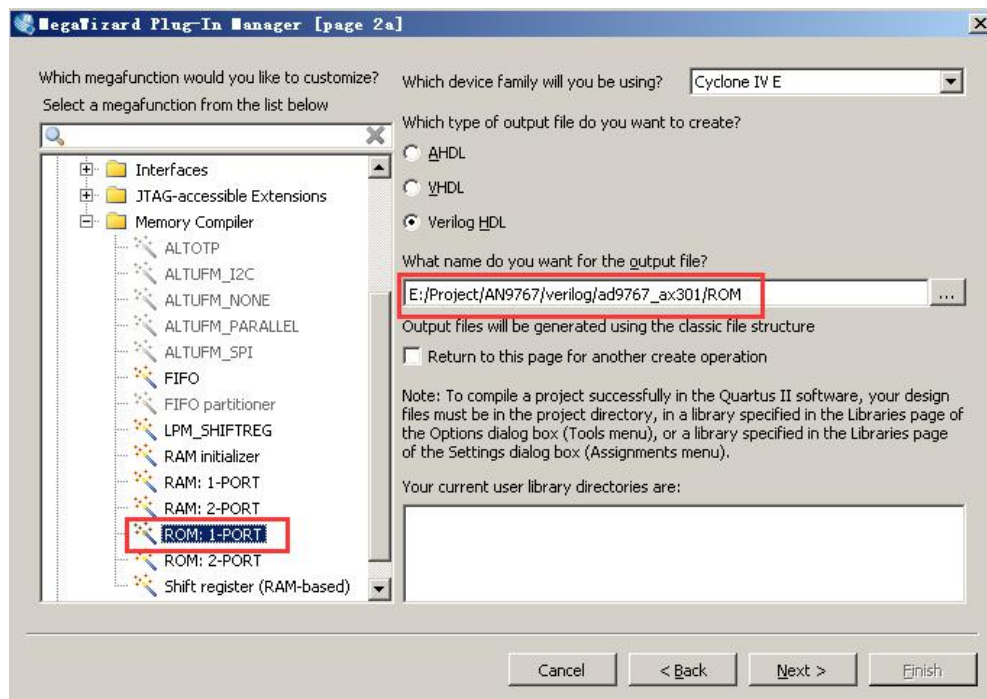 MegaWizard Plug-In Manager [page 2a]
Which megafunction would you like to customize?
Select a megafunction from the list below
Interfaces
JTAG-accessible Extensions
Memory Compiler
ALTOTP
ALTUFM_I2C
ALTUFM_NONE
ALTUFM_PARALLEL
ALTUFM_SPI
FIFO
FIFO partitioner
LPM_SHIFTREG
RAM initializer
RAM: 1-PORT
RAM: 2-PORT
ROM: 1-PORT
ROM: 2-PORT
Shift register (RAM-based)
Which device family will you be using?
Cyclone IV E
Which type of output file do you want to create?
AHDL
VHDL
Verilog HDL
What name do you want for the output file?
E:/Project/AN9767/verilog/ad9767_ax301/ROM
...
Output files will be generated using the classic file structure
Return to this page for another create operation
Note: To compile a project successfully in the Quartus II software, your design
files must be in the project directory, in a library specified in the Libraries page of
the Options dialog box (Tools menu), or a library specified in the Libraries page
of the Settings dialog box (Assignments menu).
Your current user library directories are:
Cancel
< Back
Next >
Finish